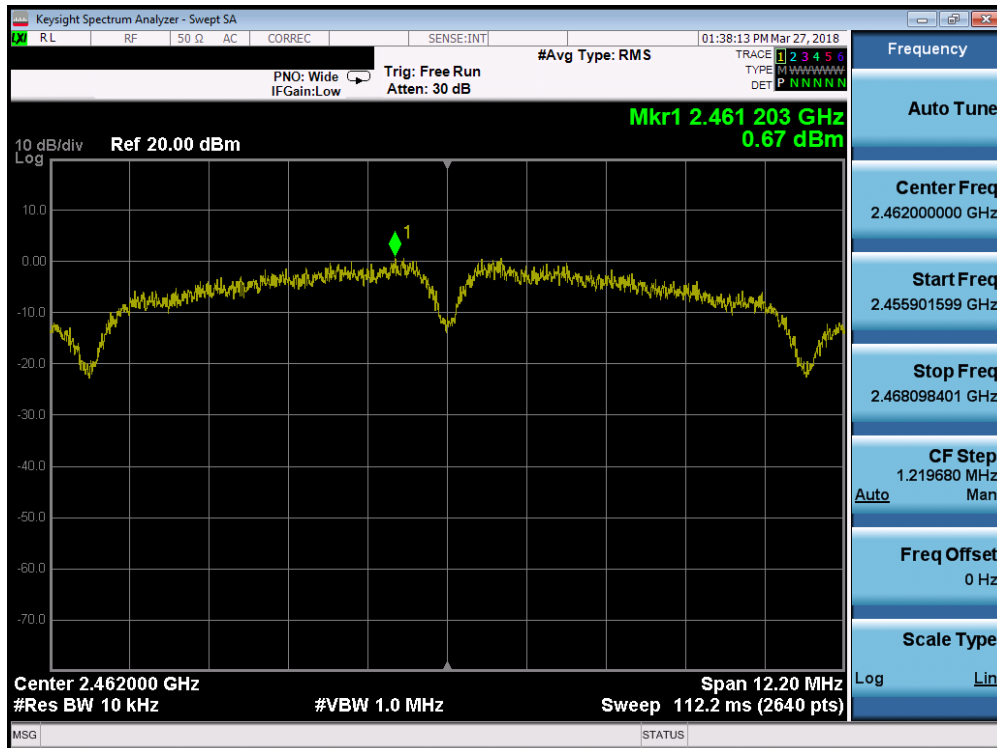 Keysight Spectrum Analyzer - Swept SA
LXI RL RF 50 Ω AC CORREC SENSE:INT 01:38:13 PM Mar 27, 2018
PNO: Wide IFGain:Low
Trig: Free Run
Atten: 30 dB
#Avg Type: RMS
TRACE 1 2 3 4 5 6
TYPE M W W W W W
DET P N N N N N
Mkr1 2.461 203 GHz
0.67 dBm
10 dB/div Ref 20.00 dBm
Log
1
10.0
0.00
-10.0
-20.0
-30.0
-40.0
-50.0
-60.0
-70.0
Center 2.462000 GHz Span 12.20 MHz
#Res BW 10 kHz #VBW 1.0 MHz Sweep 112.2 ms (2640 pts)
MSG STATUS
Frequency
Auto Tune
Center Freq
2.462000000 GHz
Start Freq
2.455901599 GHz
Stop Freq
2.468098401 GHz
CF Step
1.219680 MHz
Auto Man
Freq Offset
0 Hz
Scale Type
Log Lin